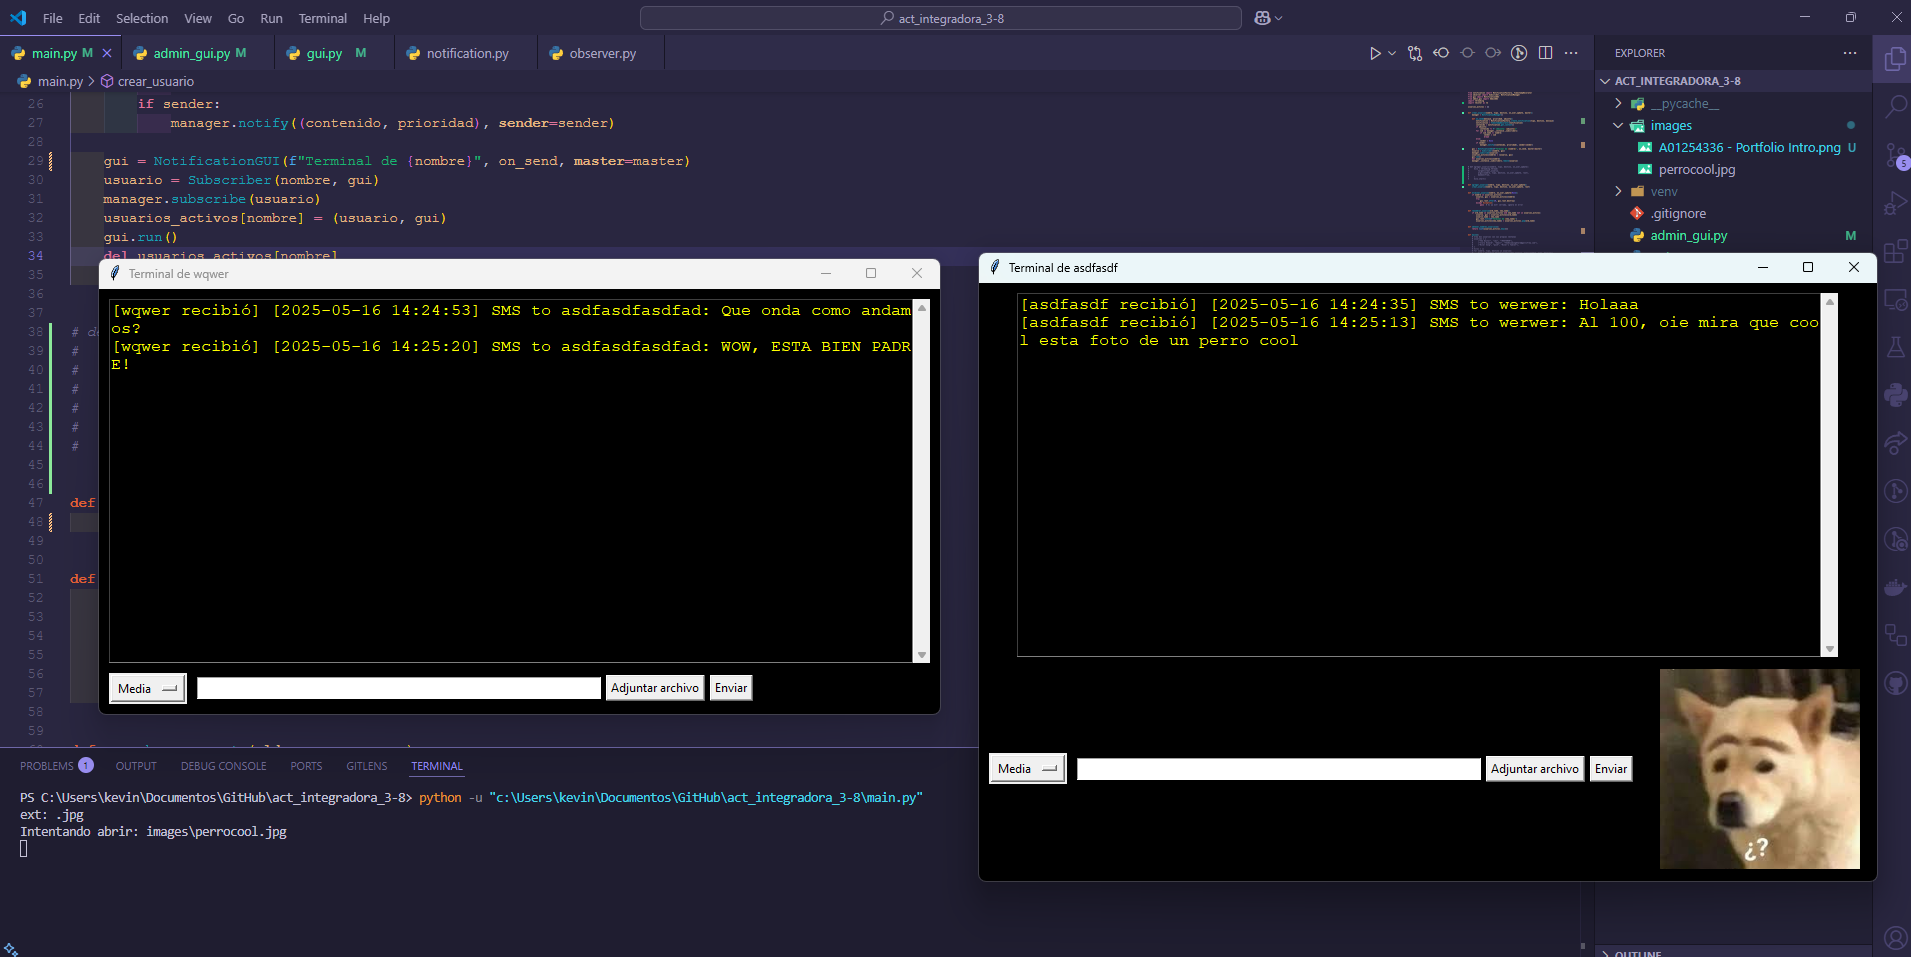 File Edit Selection View Go Run Terminal Help
act_integradora_3-8
main.py M
admin_gui.py M
gui.py M
notification.py
observer.py
main.py > crear_usuario
26 if sender:
27 manager.notify((contenido, prioridad), sender=sender)
28
29 gui = NotificationGUI(f"Terminal de {nombre}", on_send, master=master)
30 usuario = Subscriber(nombre, gui)
31 manager.subscribe(usuario)
32 usuarios_activos[nombre] = (usuario, gui)
33 gui.run()
34 del usuarios_activos[nombre]
35
36
37
38 # d
39 #
40 #
41 #
42 #
43 #
44 #
45
46
47 def
48
49
50
51 def
52
53
54
55
56
57
58
59
Terminal de wqwer
[wqwer recibió] [2025-05-16 14:24:53] SMS to asdfasdfasdfad: Que onda como andam
os?
[wqwer recibió] [2025-05-16 14:25:20] SMS to asdfasdfasdfad: WOW, ESTA BIEN PADR
E!
Media
Adjuntar archivo
Enviar
Terminal de asdfasdf
[asdfasdf recibió] [2025-05-16 14:24:35] SMS to werwer: Holaaa
[asdfasdf recibió] [2025-05-16 14:25:13] SMS to werwer: Al 100, oie mira que coo
l esta foto de un perro cool
Media
Adjuntar archivo
Enviar
¿?
EXPLORER
ACT_INTEGRADORA_3-8
__pycache__
images
A01254336 - Portfolio Intro.png U
perrocool.jpg
venv
.gitignore
admin_gui.py M
5
OUTLINE
PROBLEMS 1 OUTPUT DEBUG CONSOLE PORTS GITLENS TERMINAL
PS C:\Users\kevin\Documentos\GitHub\act_integradora_3-8> python -u "c:\Users\kevin\Documentos\GitHub\act_integradora_3-8\main.py"
ext: .jpg
Intentando abrir: images\perrocool.jpg